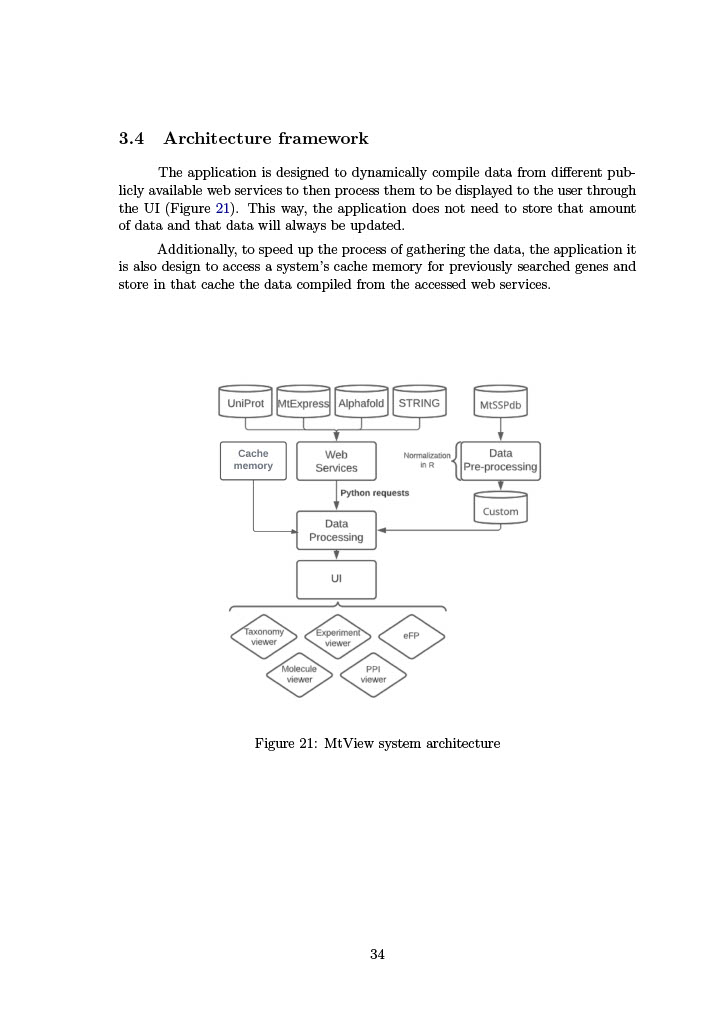 3.4 Architecture framework
The application is designed to dynamically compile data from different pub-
licly available web services to then process them to be displayed to the user through
the UI (Figure 21). This way, the application does not need to store that amount
of data and that data will always be updated.
Additionally, to speed up the process of gathering the data, the application it
is also design to access a system's cache memory for previously searched genes and
store in that cache the data compiled from the accessed web services.
UniProt MtExpress Alphafold STRING MtSSPdb
Cache
memory
Web
Services
Normalization
in R
Data
Pre-processing
Python requests
Custom
Data
Processing
UI
Taxonomy
viewer
Experiment
viewer
eFP
Molecule
viewer
PPI
viewer
Figure 21: MtView system architecture
34